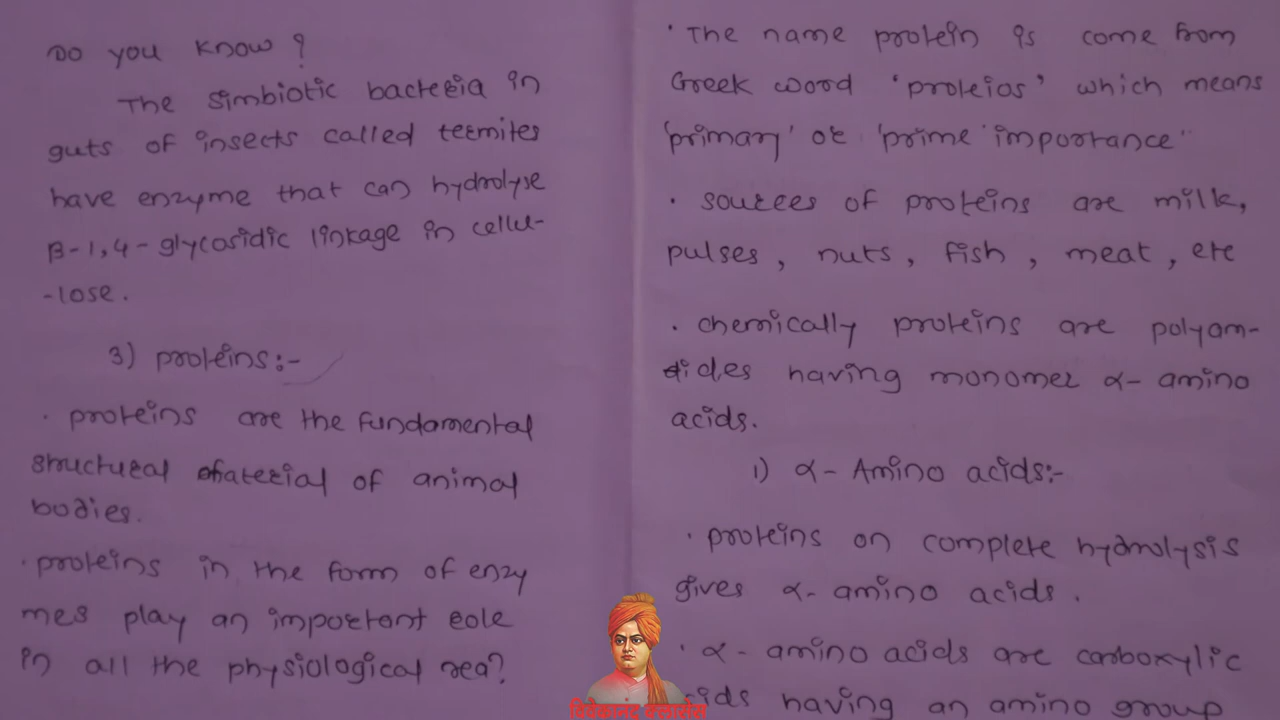 Do you know ?
The simbiotic bacteria in
guts of insects called termites
have enzyme that can hydrolyse
β-1,4-glycosidic linkage in cellu-
-lose.
3) proteins:-
· proteins are the fundamental
structural material of animal
bodies.
· proteins in the form of enzy
mes play an important role
in all the physiological rea?
· The name protein is come from
Greek word 'proteios' which means
'primary' or 'prime importance"
· sources of proteins are milk,
pulses, nuts, fish, meat, etc
· chemically proteins are polyam-
ides having monomer α- amino
acids.
1) α- Amino acids:-
· proteins on complete hydrolysis
gives α- amino acids.
· α- amino acids are carboxylic
having an amino group
विवेकानंद क्लासेस